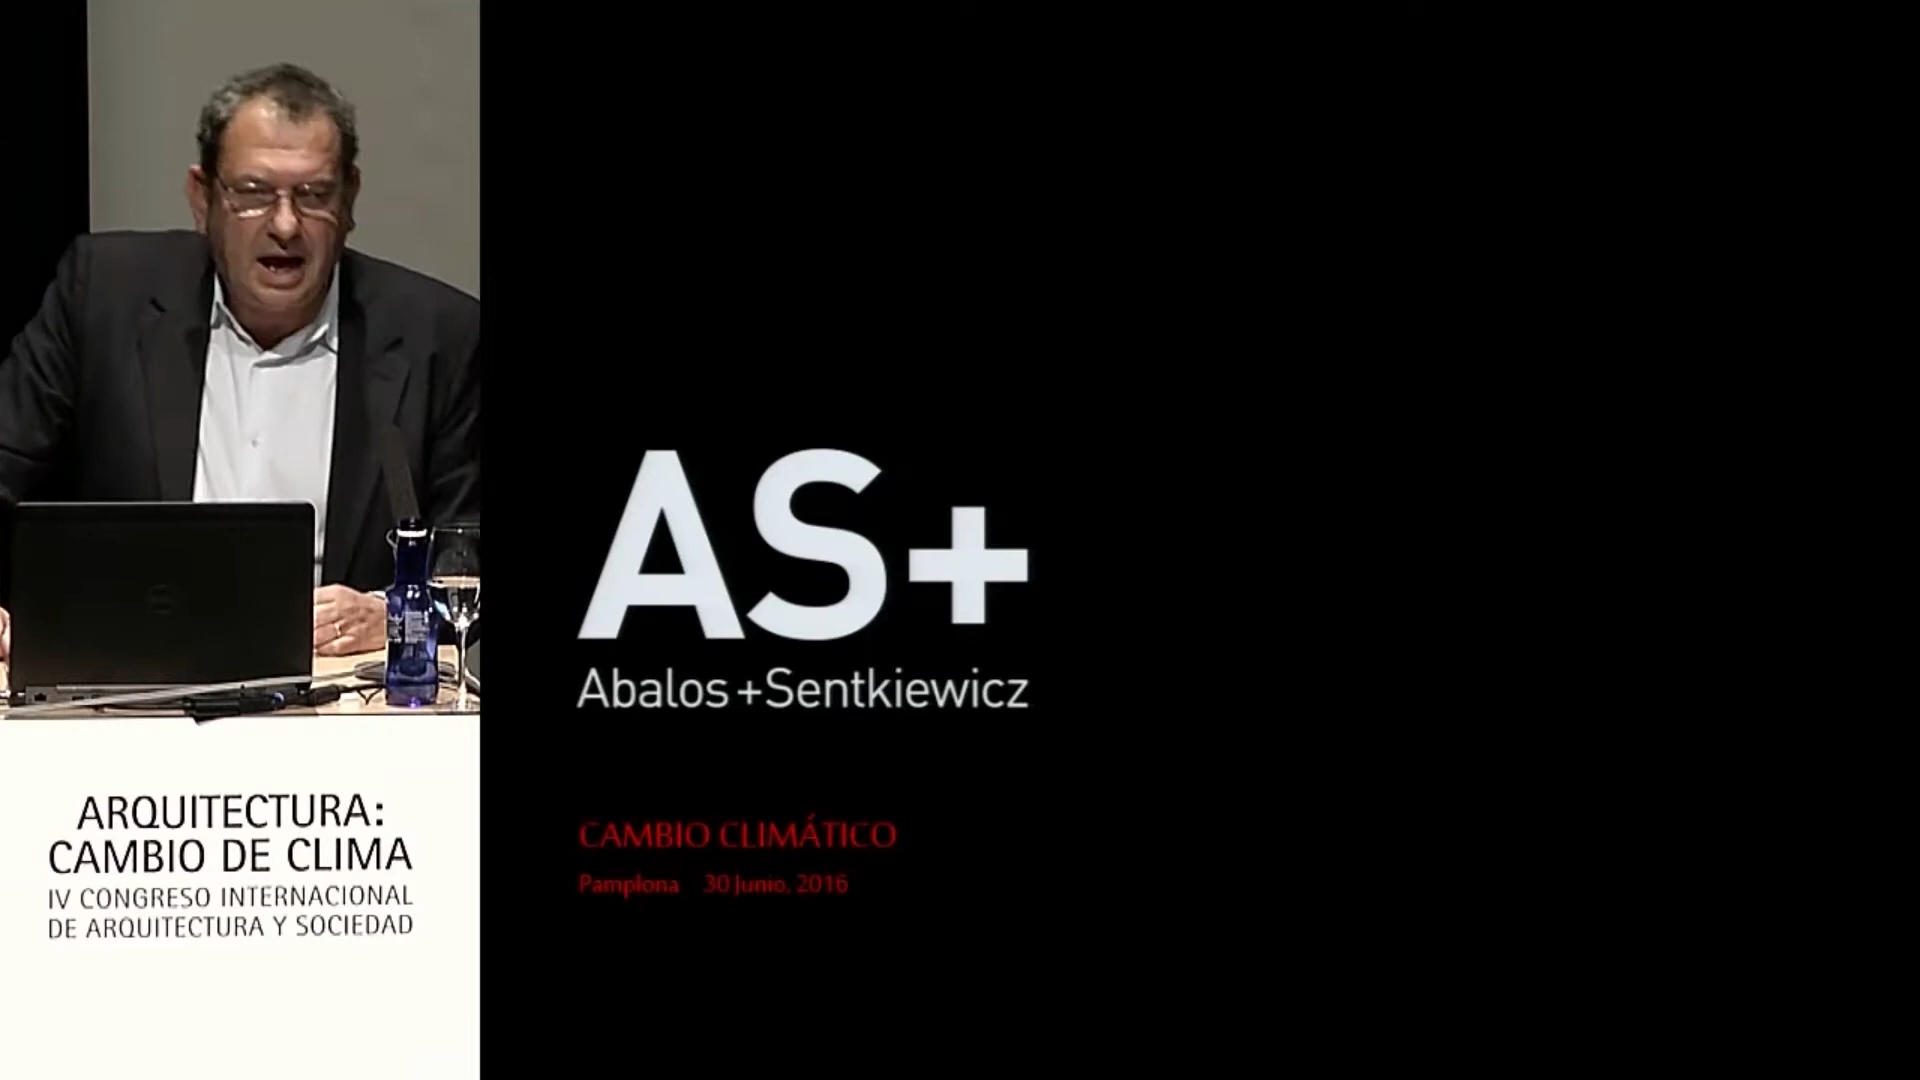 ARQUITECTURA:
CAMBIO DE CLIMA
IV CONGRESO INTERNACIONAL
DE ARQUITECTURA Y SOCIEDAD
AS+
Abalos+Sentkiewicz
CAMBIO CLIMÁTICO
Pamplona 30 Junio, 2016